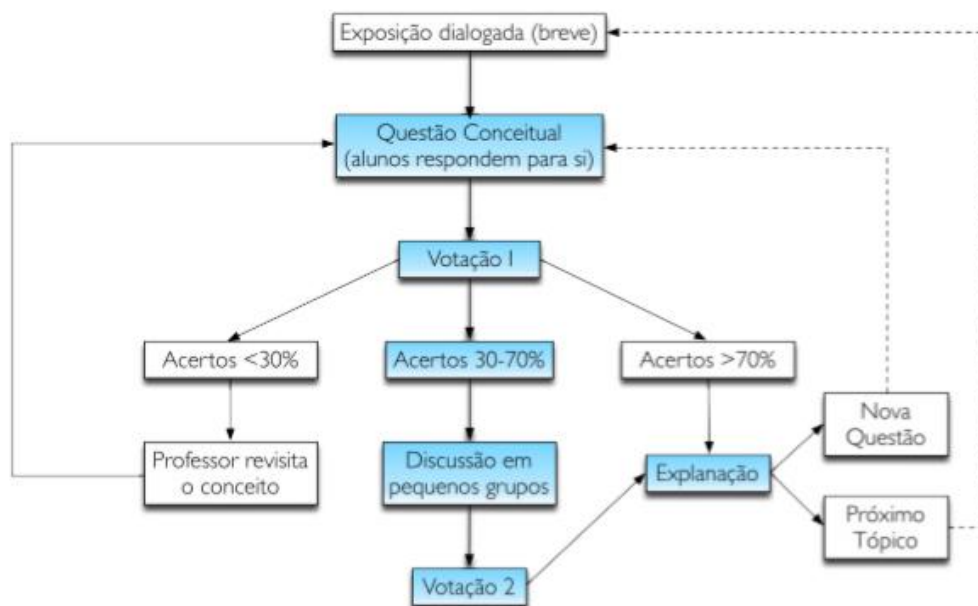 Exposição dialogada (breve)
Questão Conceitual
(alunos respondem para si)
Votação I
Acertos <30%
Acertos 30-70%
Acertos >70%
Professor revisita
o conceito
Discussão em
pequenos grupos
Explanação
Nova
Questão
Próximo
Tópico
Votação 2